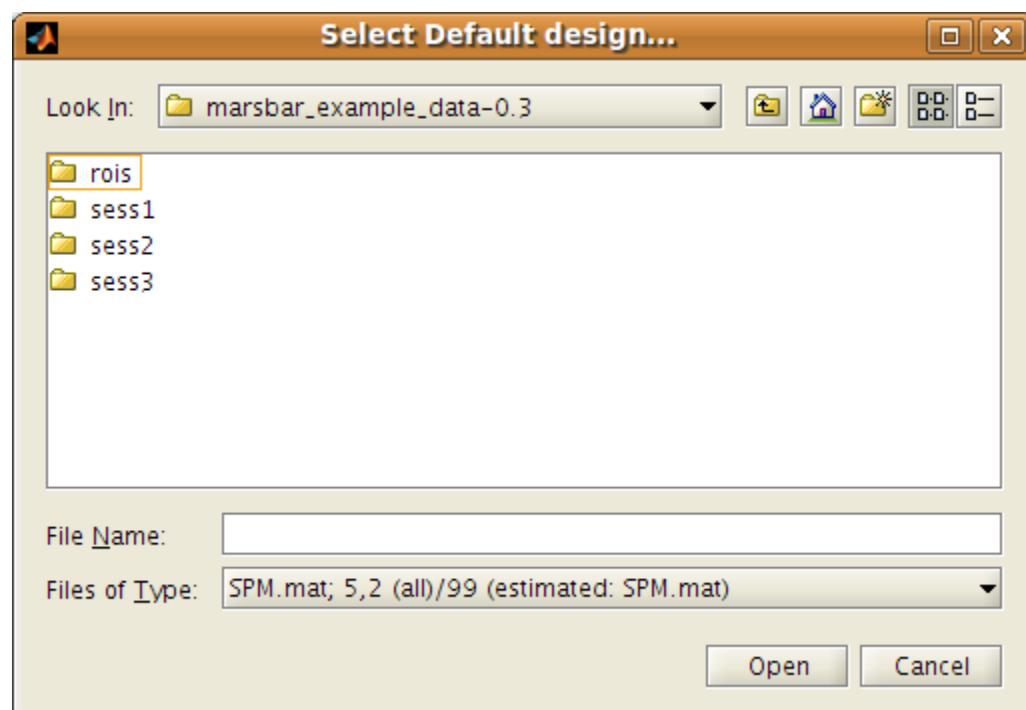 Select Default design...
Look In: marsbar_example_data-0.3
rois
sess1
sess2
sess3
File Name:
Files of Type: SPM.mat; 5,2 (all)/99 (estimated: SPM.mat)
Open Cancel